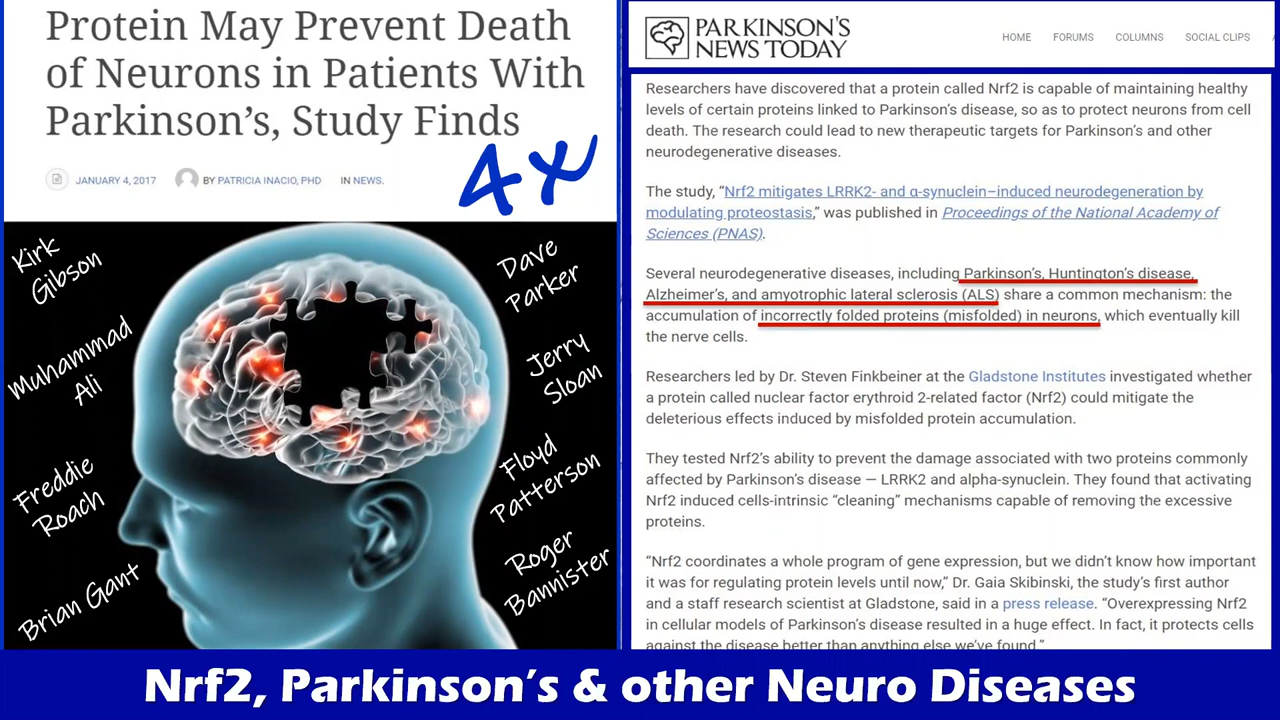 Protein May Prevent Death
of Neurons in Patients With
Parkinson's, Study Finds
4x
JANUARY 4, 2017 BY PATRICIA INACIO, PHD IN NEWS.
Kirk
Gibson
Muhammad
Ali
Freddie
Roach
Brian Gant
Dave
Parker
Jerry
Sloan
Floyd
Patterson
Roger
Bannister
PARKINSON'S
NEWS TODAY
HOME FORUMS COLUMNS SOCIAL CLIPS
Researchers have discovered that a protein called Nrf2 is capable of maintaining healthy
levels of certain proteins linked to Parkinson's disease, so as to protect neurons from cell
death. The research could lead to new therapeutic targets for Parkinson's and other
neurodegenerative diseases.
The study, “Nrf2 mitigates LRRK2- and α-synuclein–induced neurodegeneration by
modulating proteostasis,” was published in Proceedings of the National Academy of
Sciences (PNAS).
Several neurodegenerative diseases, including Parkinson's, Huntington's disease,
Alzheimer's, and amyotrophic lateral sclerosis (ALS) share a common mechanism: the
accumulation of incorrectly folded proteins (misfolded) in neurons, which eventually kill
the nerve cells.
Researchers led by Dr. Steven Finkbeiner at the Gladstone Institutes investigated whether
a protein called nuclear factor erythroid 2-related factor (Nrf2) could mitigate the
deleterious effects induced by misfolded protein accumulation.
They tested Nrf2's ability to prevent the damage associated with two proteins commonly
affected by Parkinson's disease — LRRK2 and alpha-synuclein. They found that activating
Nrf2 induced cells-intrinsic “cleaning” mechanisms capable of removing the excessive
proteins.
“Nrf2 coordinates a whole program of gene expression, but we didn't know how important
it was for regulating protein levels until now,” Dr. Gaia Skibinski, the study's first author
and a staff research scientist at Gladstone, said in a press release. “Overexpressing Nrf2
in cellular models of Parkinson's disease resulted in a huge effect. In fact, it protects cells
against the disease better than anything else we've found.”
Nrf2, Parkinson's & other Neuro Diseases